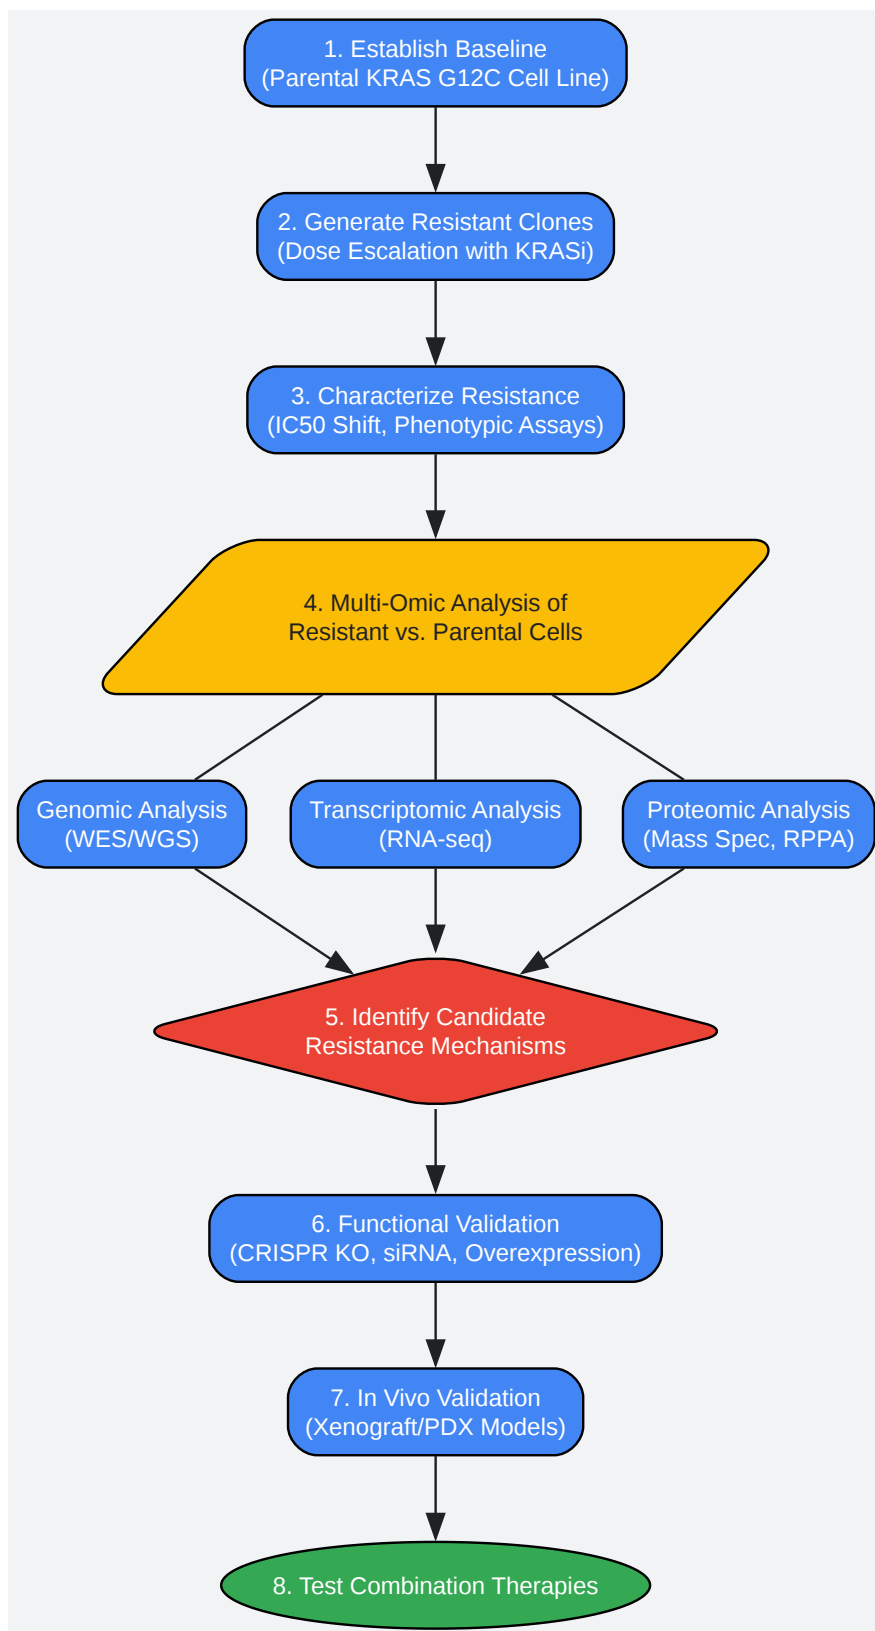 1. Establish Baseline
(Parental KRAS G12C Cell Line)
2. Generate Resistant Clones
(Dose Escalation with KRASi)
3. Characterize Resistance
(IC50 Shift, Phenotypic Assays)
4. Multi-Omic Analysis of
Resistant vs. Parental Cells
Genomic Analysis
(WES/WGS)
Transcriptomic Analysis
(RNA-seq)
Proteomic Analysis
(Mass Spec, RPPA)
5. Identify Candidate
Resistance Mechanisms
6. Functional Validation
(CRISPR KO, siRNA, Overexpression)
7. In Vivo Validation
(Xenograft/PDX Models)
8. Test Combination Therapies